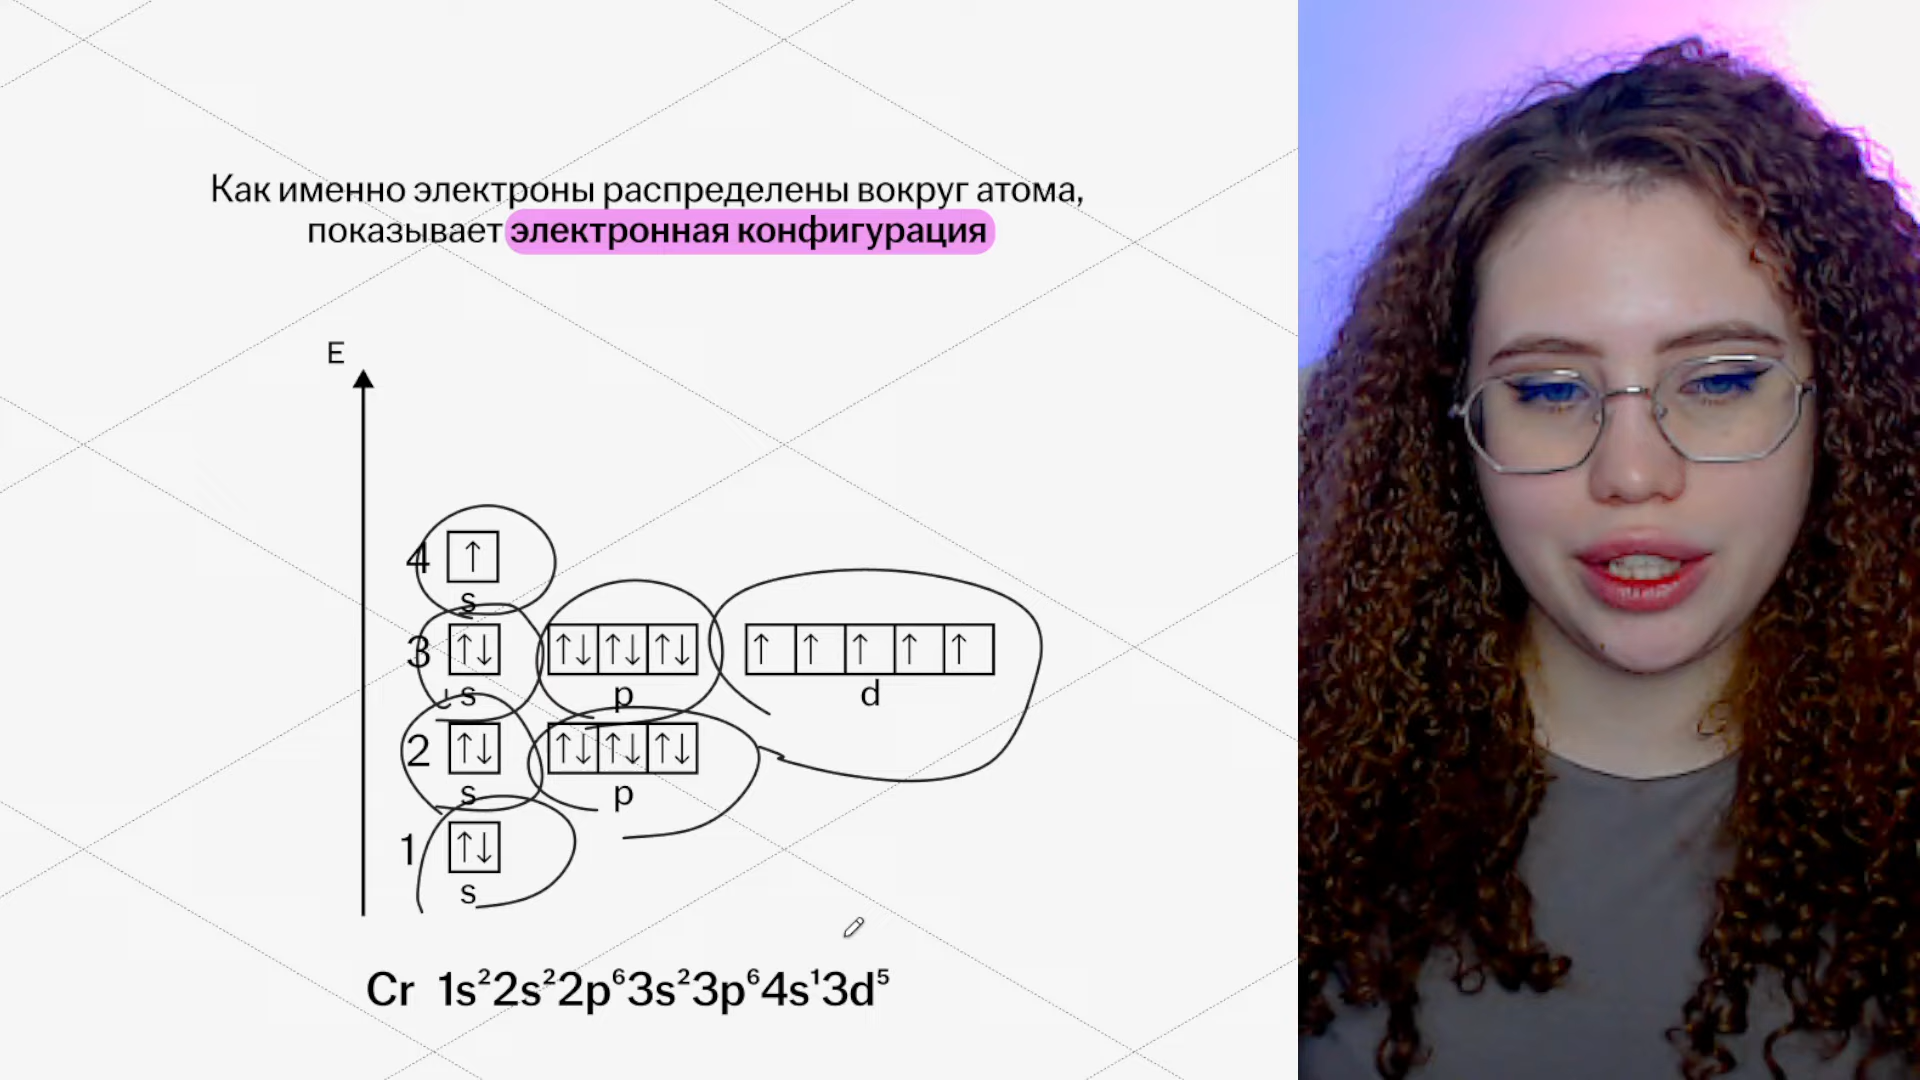 Как именно электроны распределены вокруг атома,
показывает электронная конфигурация
E
4 ↑
s
3 ↑↓ ↑↓ ↑↓ ↑↓ ↑ ↑ ↑ ↑ ↑
s p d
2 ↑↓ ↑↓ ↑↓ ↑↓
s p
1 ↑↓
s
Cr 1s²2s²2p⁶3s²3p⁶4s¹3d⁵